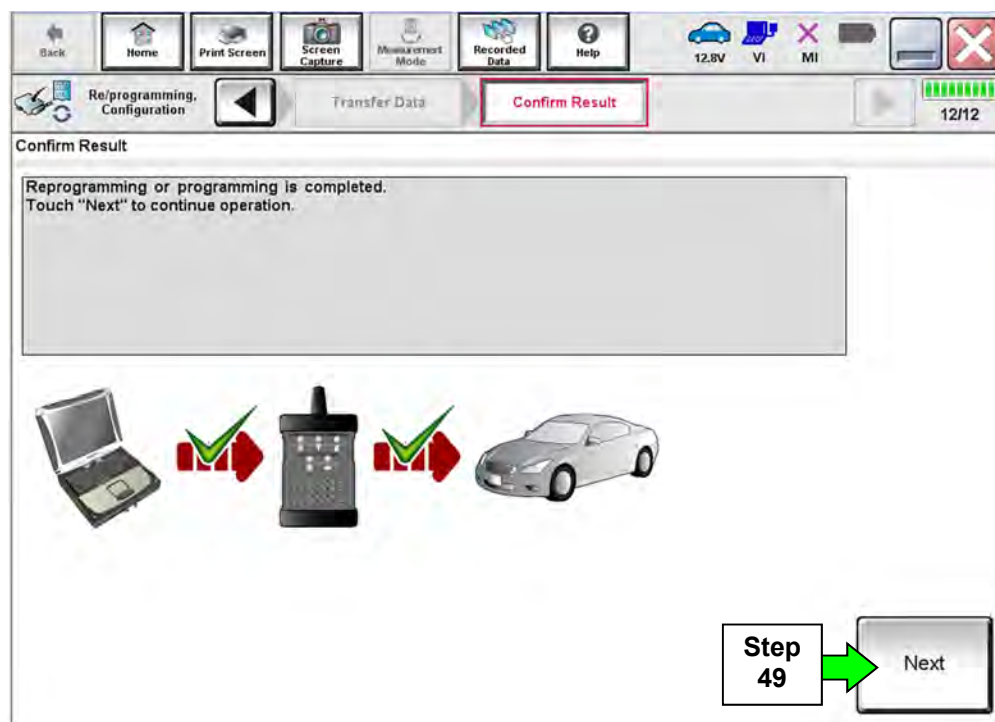 Back
Home
Print Screen
Screen
Capture
Measurement
Mode
Recorded
Data
Help
12.8V
VI
MI
Re/programming,
Configuration
Transfer Data
Confirm Result
12/12
Confirm Result
Reprogramming or programming is completed.
Touch "Next" to continue operation.
Step
49
Next